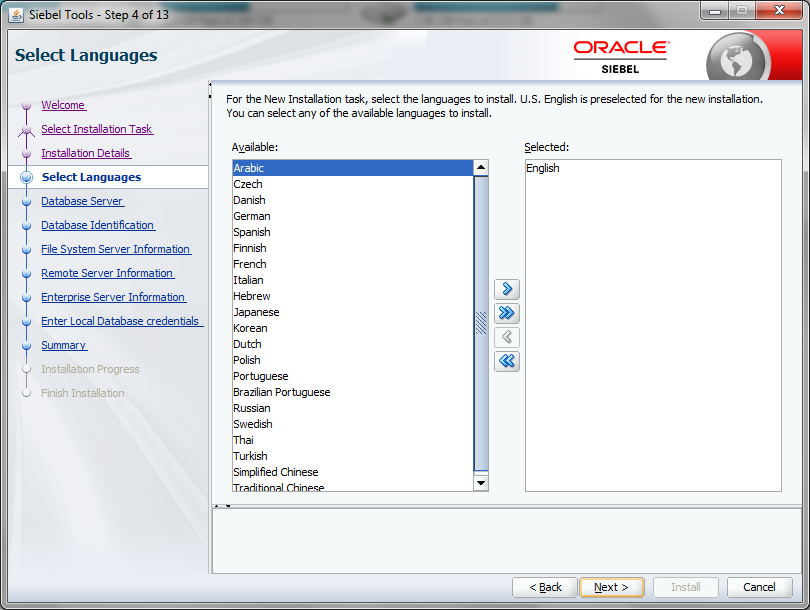 Siebel Tools - Step 4 of 13
Select Languages
ORACLE
SIEBEL
Welcome
Select Installation Task
Installation Details
Select Languages
Database Server
Database Identification
File System Server Information
Remote Server Information
Enterprise Server Information
Enter Local Database credentials
Summary
Installation Progress
Finish Installation
For the New Installation task, select the languages to install. U.S. English is preselected for the new installation.
You can select any of the available languages to install.
Available:
Arabic
Czech
Danish
German
Spanish
Finnish
French
Italian
Hebrew
Japanese
Korean
Dutch
Polish
Portuguese
Brazilian Portuguese
Russian
Swedish
Thai
Turkish
Simplified Chinese
Traditional Chinese
Selected:
English
< Back
Next >
Install
Cancel